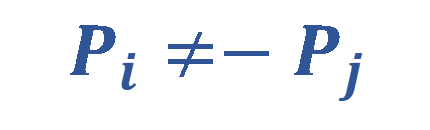 P_i ≠ − P_j